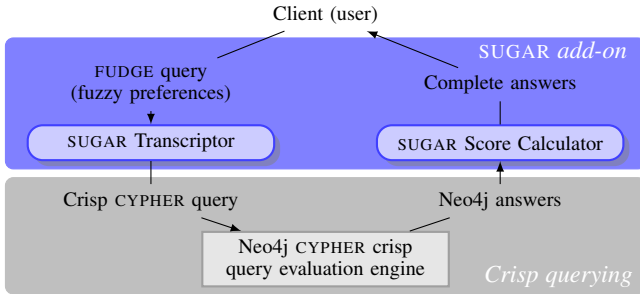 Client (user)
SUGAR add-on
FUDGE query
(fuzzy preferences)
Complete answers
SUGAR Transcriptor
SUGAR Score Calculator
Crisp CYPHER query
Neo4j answers
Neo4j CYPHER crisp
query evaluation engine
Crisp querying